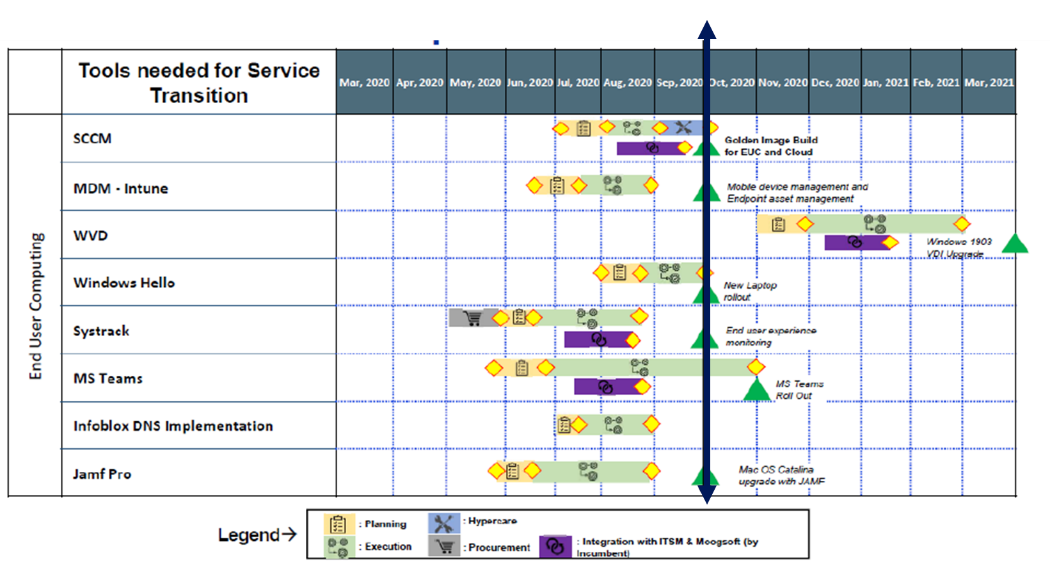 Tools needed for Service
Transition
Mar, 2020 Apr, 2020 May, 2020 Jun, 2020 Jul, 2020 Aug, 2020 Sep, 2020 Oct, 2020 Nov, 2020 Dec, 2020 Jan, 2021 Feb, 2021 Mar, 2021
End User Computing
SCCM
Golden Image Build
for EUC and Cloud
MDM - Intune
Mobile device management and
Endpoint asset management
WVD
Windows 1903
VDI Upgrade
Windows Hello
New Laptop
rollout
Systrack
End user experience
monitoring
MS Teams
MS Teams
Roll Out
Infoblox DNS Implementation
Jamf Pro
Mac OS Catalina
upgrade with JAMF
Legend
: Planning
: Hypercare
: Execution
: Procurement
: Integration with ITSM & Moogsoft (by
Incumbent)